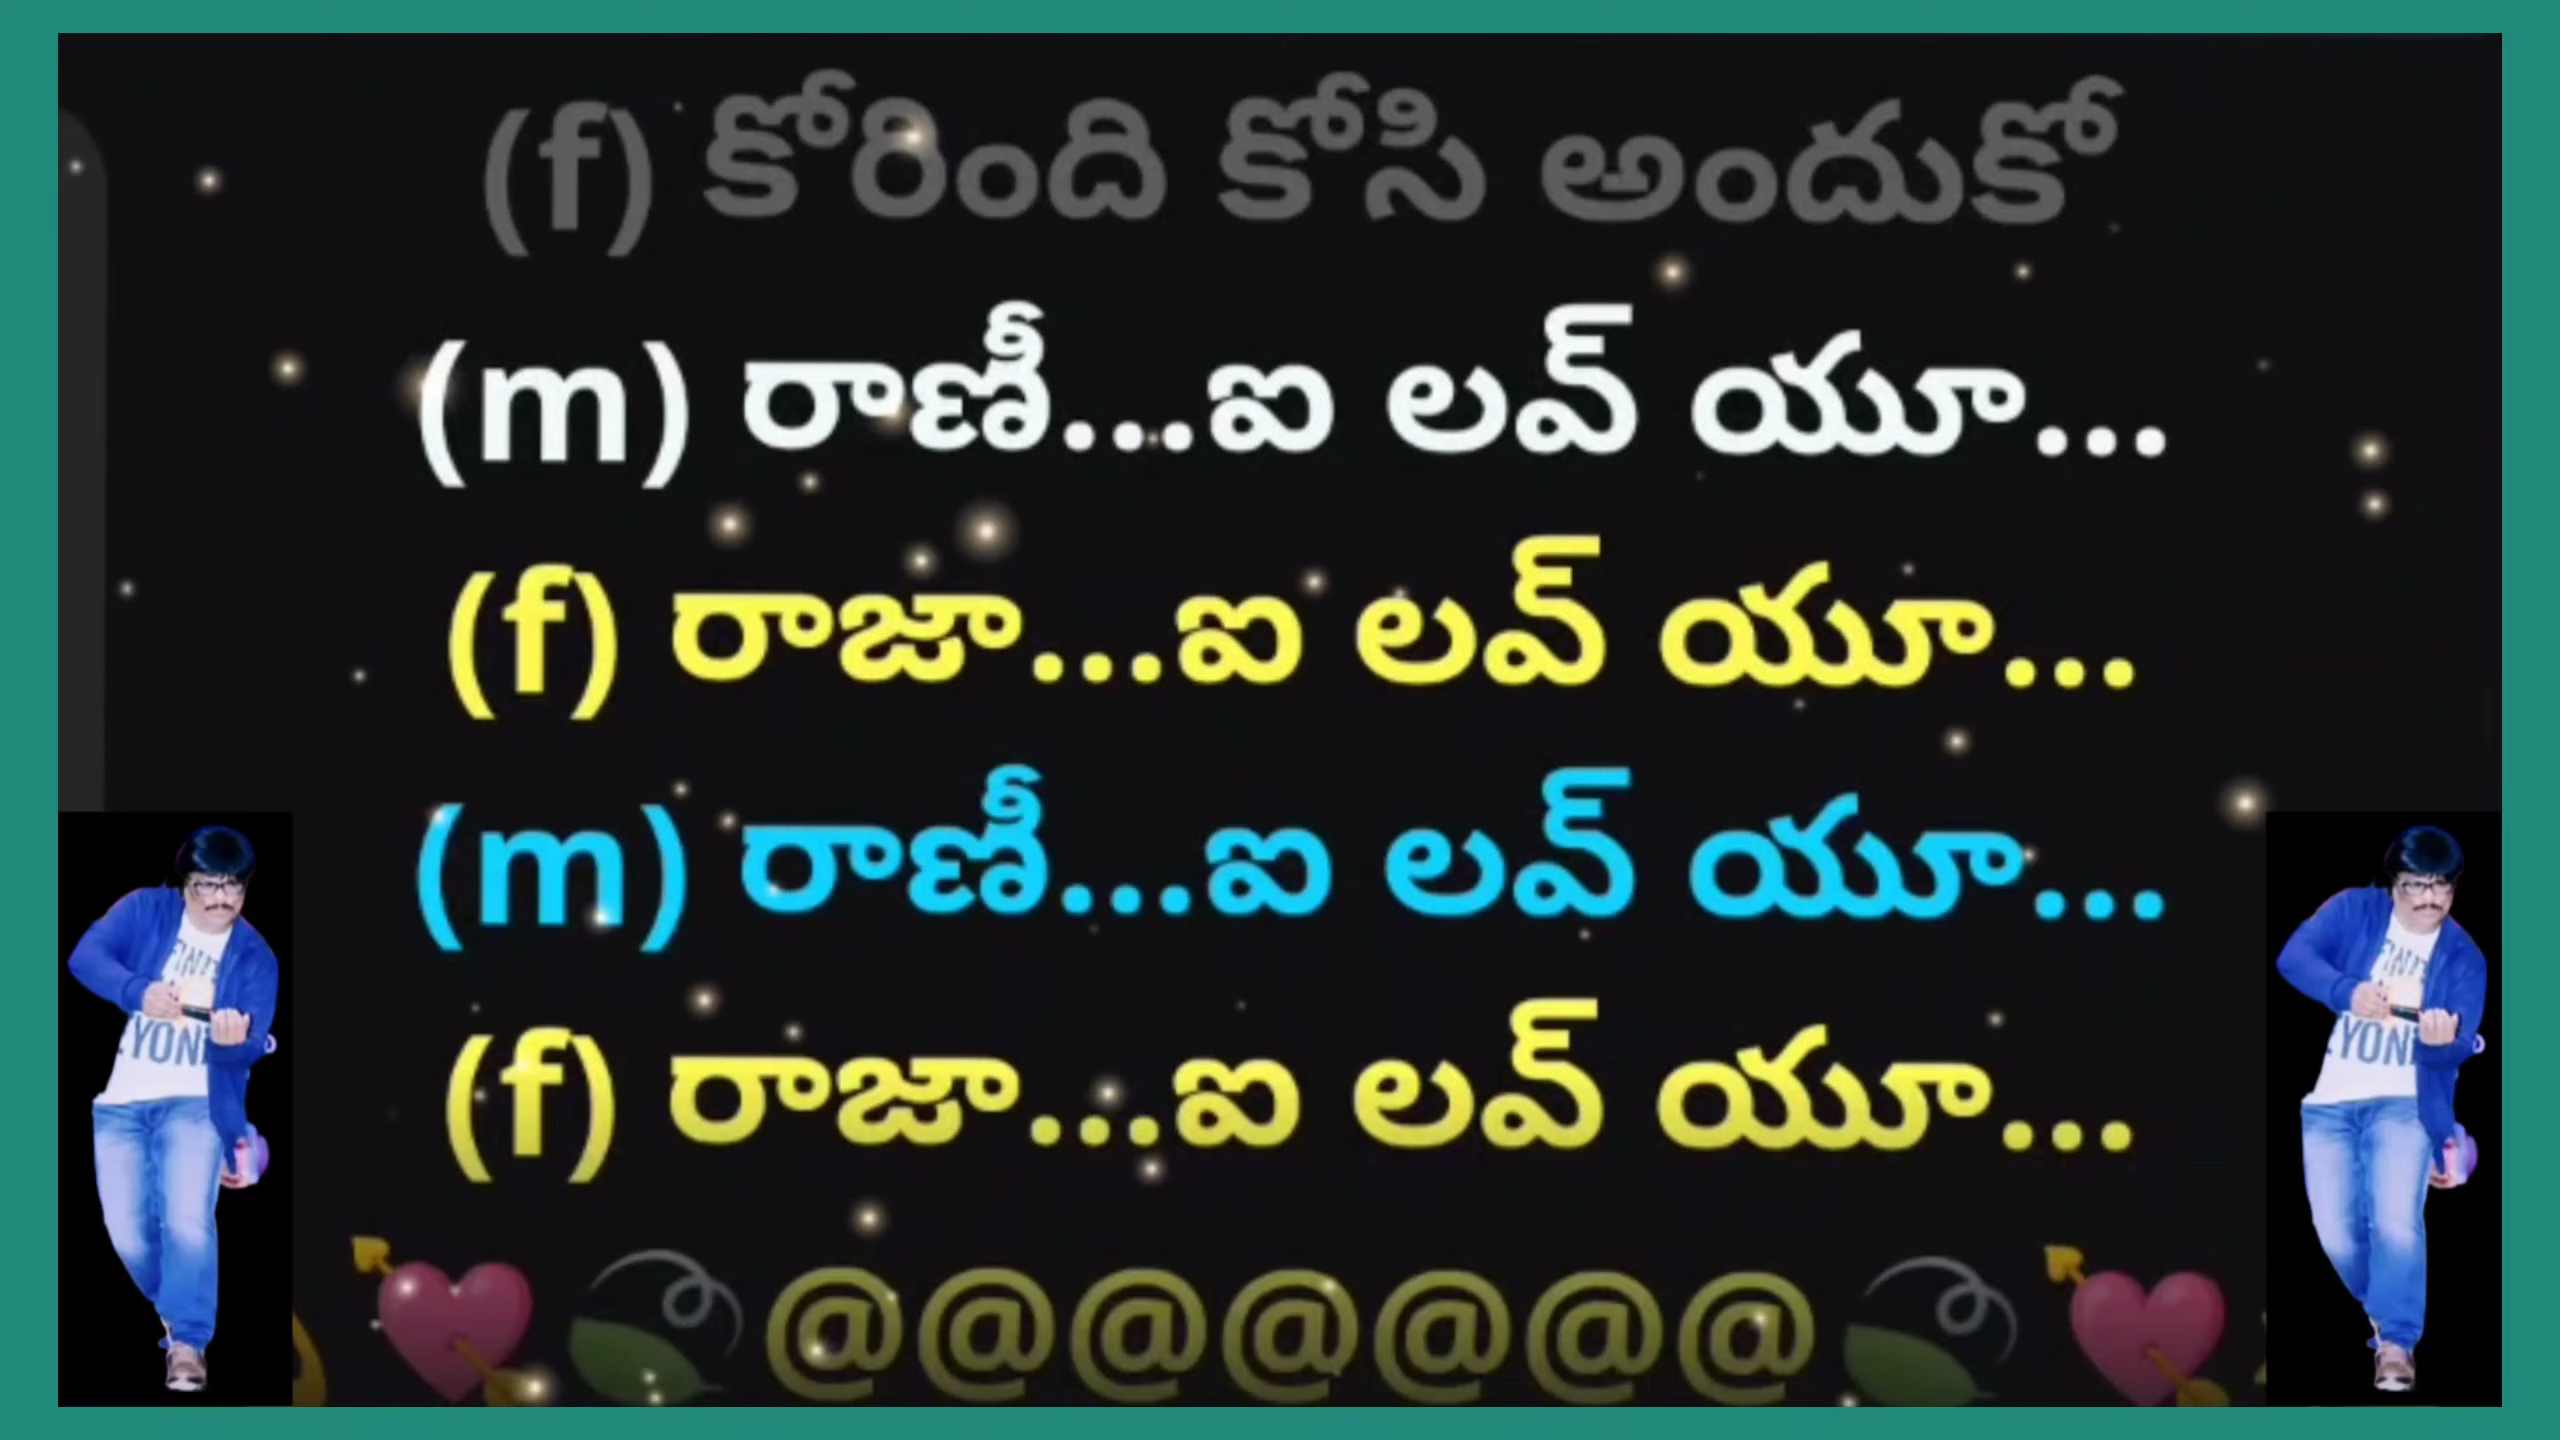 (f) కోరింది కోసి అందుకో
(m) రాణీ...ఐ లవ్ యూ...
(f) రాజా...ఐ లవ్ యూ...
(m) రాణీ...ఐ లవ్ యూ...
(f) రాజా...ఐ లవ్ యూ...
@@@@@@@